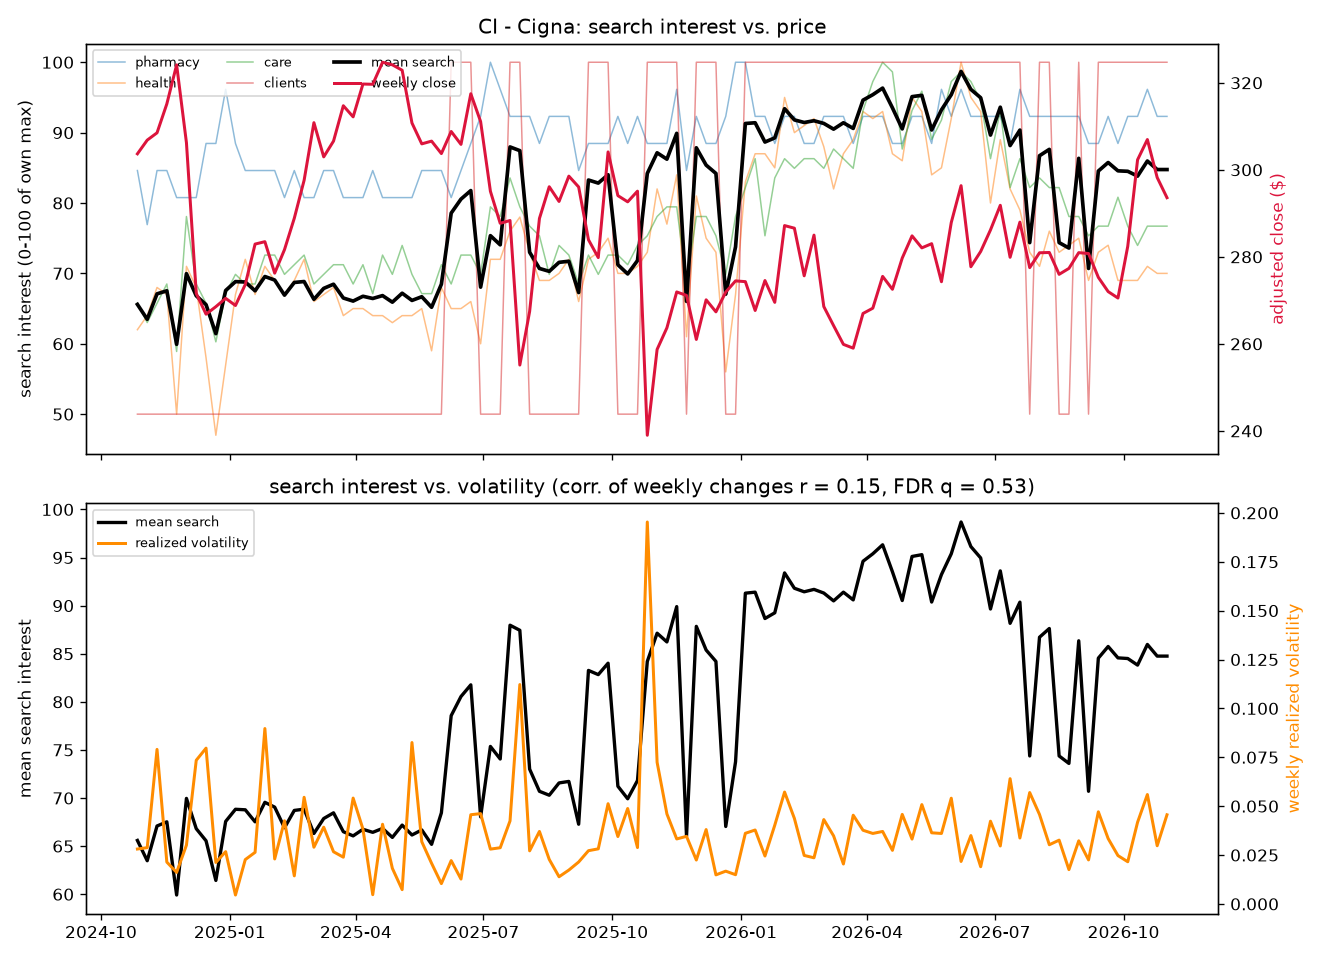 CI - Cigna: search interest vs. price
pharmacy
health
care
clients
mean search
weekly close
search interest (0-100 of own max)
100
90
80
70
60
50
adjusted close ($)
320
300
280
260
240
search interest vs. volatility (corr. of weekly changes r = 0.15, FDR q = 0.53)
mean search
realized volatility
mean search interest
100
95
90
85
80
75
70
65
60
weekly realized volatility
0.200
0.175
0.150
0.125
0.100
0.075
0.050
0.025
0.000
2024-10 2025-01 2025-04 2025-07 2025-10 2026-01 2026-04 2026-07 2026-10